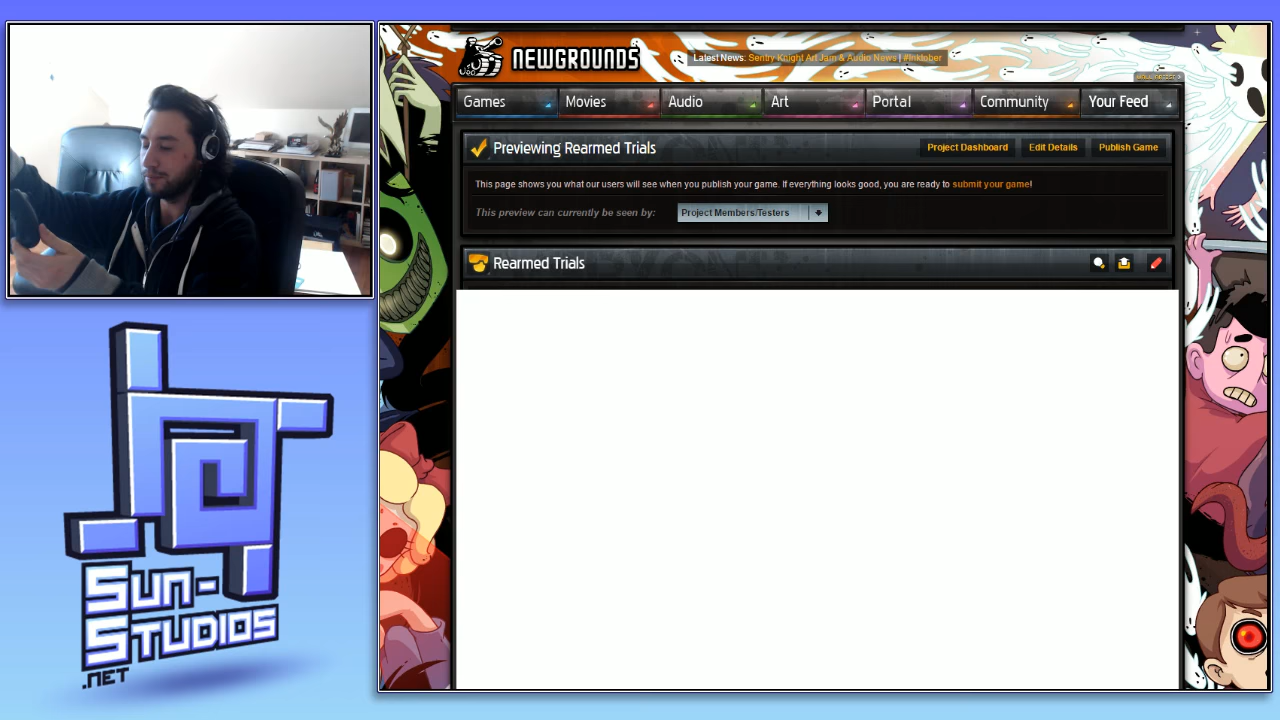 NEWGROUNDS
Latest News: Sentry Knight Art Jam & Audio News | #Inktober
Games
Movies
Audio
Art
Portal
Community
Your Feed
Previewing Rearmed Trials
Project Dashboard
Edit Details
Publish Game
This page shows you what our users will see when you publish your game. If everything looks good, you are ready to submit your game!
This preview can currently be seen by:
Project Members/Testers
Rearmed Trials
SUN-
STUDIOS
.NET